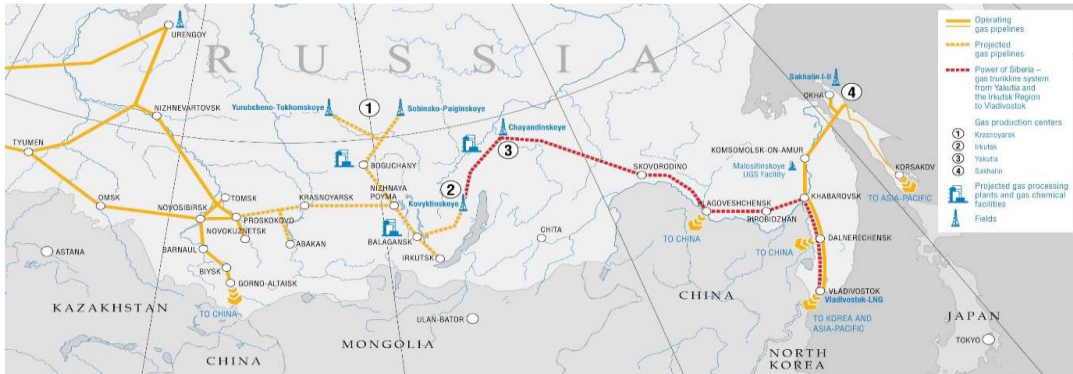 URENGOY
R U S S I A
NIZHNEVARTOVSK
TYUMEN
OMSK
TOMSK
NOVOSIBIRSK
PROSKOKOVO
NOVOKUZNETSK
BARNAUL
BIYSK
GORNO-ALTAISK
TO CHINA
ASTANA
KAZAKHSTAN
CHINA
Yurubcheno-Tokhomskoye
1
Sobinsko-Paiginskoye
BOGUCHANY
KRASNOYARSK
NIZHNAYA
POYMA
ABAKAN
BALAGANSK
IRKUTSK
Kovyktinskoye
2
Chayandinskoye
3
CHITA
ULAN-BATOR
MONGOLIA
SKOVORODINO
BLAGOVESHCHENSK
BIROBIDZHAN
TO CHINA
CHINA
Sakhalin I-II
OKHA
4
KOMSOMOLSK-ON-AMUR
Malositinskoye
UGS Facility
KHABAROVSK
KORSAKOV
TO ASIA-PACIFIC
DALNERECHENSK
TO CHINA
VLADIVOSTOK
Vladivostok-LNG
TO KOREA AND
ASIA-PACIFIC
NORTH
KOREA
JAPAN
TOKYO
Operating
gas pipelines
Projected
gas pipelines
Power of Siberia –
gas trunkline system
from Yakutia and
the Irkutsk Region
to Vladivostok
Gas production centers
1 Krasnoyarsk
2 Irkutsk
3 Yakutia
4 Sakhalin
Projected gas processing
plants and gas chemical
facilities
Fields